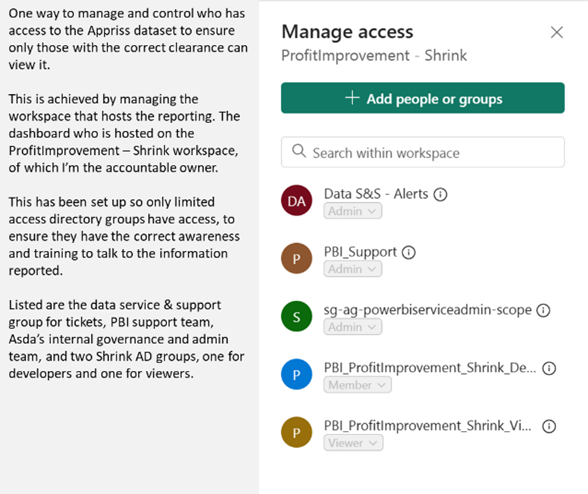 One way to manage and control who has
access to the Appriss dataset to ensure
only those with the correct clearance can
view it.
This is achieved by managing the
workspace that hosts the reporting. The
dashboard who is hosted on the
ProfitImprovement – Shrink workspace,
of which I'm the accountable owner.
This has been set up so only limited
access directory groups have access, to
ensure they have the correct awareness
and training to talk to the information
reported.
Listed are the data service & support
group for tickets, PBI support team,
Asda's internal governance and admin
team, and two Shrink AD groups, one for
developers and one for viewers.
Manage access
ProfitImprovement - Shrink
Add people or groups
Search within workspace
DA
Data S&S - Alerts
Admin
P
PBI_Support
Admin
S
sg-ag-powerbiserviceadmin-scope
Admin
P
PBI_ProfitImprovement_Shrink_De...
Member
P
PBI_ProfitImprovement_Shrink_Vi...
Viewer